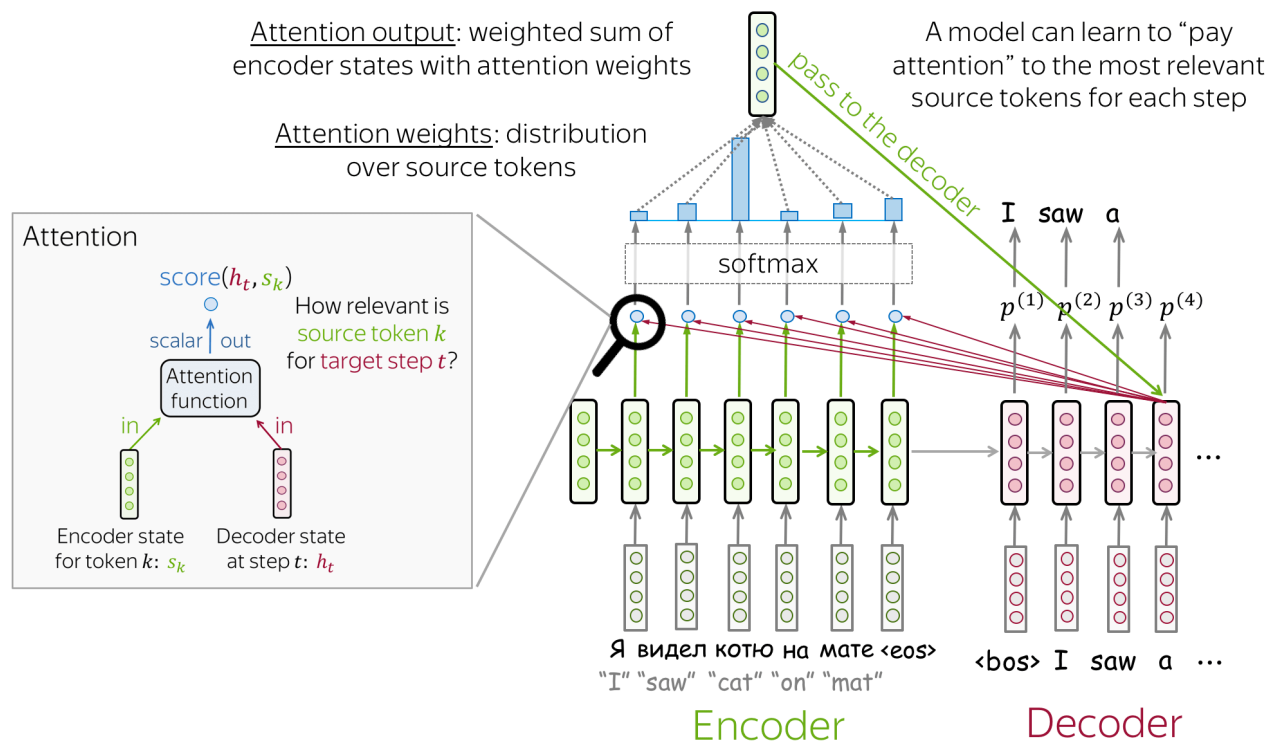 Attention output: weighted sum of
encoder states with attention weights
A model can learn to “pay
attention” to the most relevant
source tokens for each step
pass to the decoder
Attention weights: distribution
over source tokens
I saw a
softmax
p⁽¹⁾ p⁽²⁾ p⁽³⁾ p⁽⁴⁾
Attention
score(hₜ, sₖ)
How relevant is
source token k
for target step t?
scalar out
Attention
function
in in
Encoder state
for token k: sₖ
Decoder state
at step t: hₜ
...
Я видел котю на мате <eos>
“I” “saw” “cat” “on” “mat”
<bos> I saw a ...
Encoder
Decoder